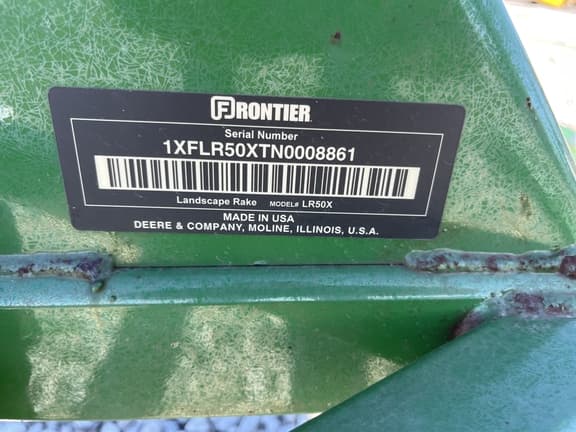 FRONTIER
Serial Number
1XFLR50XTN0008861
Landscape Rake MODEL# LR50X
MADE IN USA
DEERE & COMPANY, MOLINE, ILLINOIS, U.S.A.